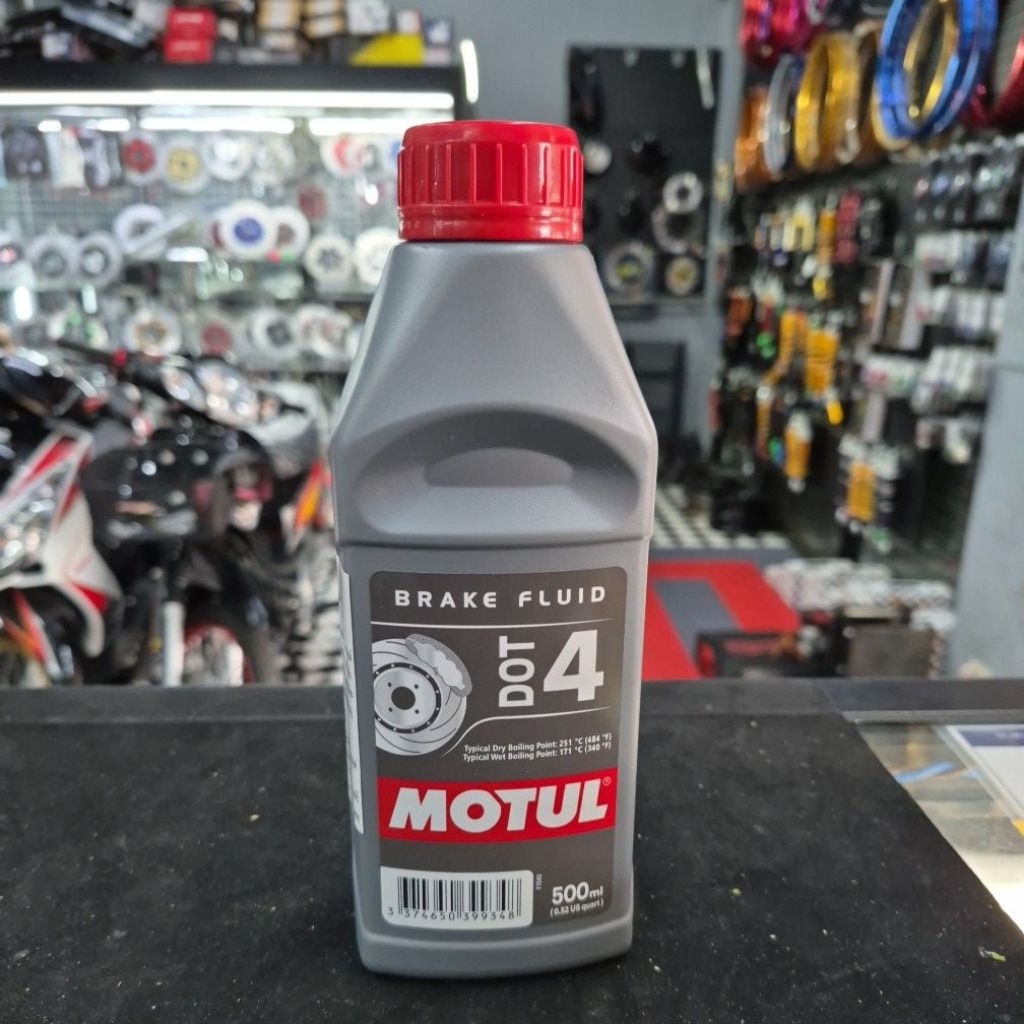 BRAKE FLUID
DOT 4
Typical Dry Boiling Point: 251 °C (484 °F)
Typical Wet Boiling Point: 171 °C (340 °F)
MOTUL®
3 374650 399348
500ml
(0.52 US quart)